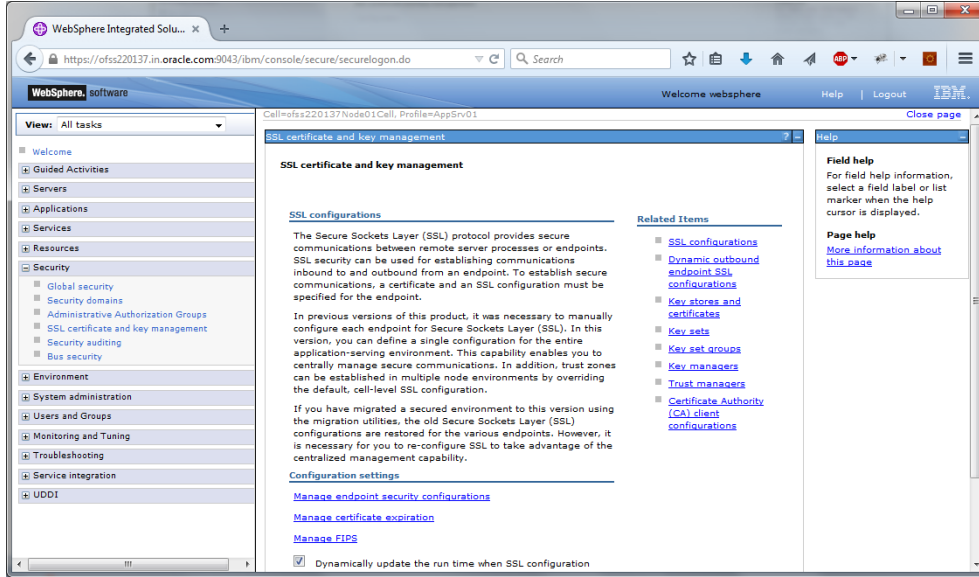 WebSphere Integrated Solu...
https://ofss220137.in.oracle.com:9043/ibm/console/secure/securelogon.do
Search
ABP
WebSphere. software
Welcome websphere
Help | Logout
IBM.
View: All tasks
Cell=ofss220137Node01Cell, Profile=AppSrv01
Close page
Welcome
Guided Activities
Servers
Applications
Services
Resources
Security
Global security
Security domains
Administrative Authorization Groups
SSL certificate and key management
Security auditing
Bus security
Environment
System administration
Users and Groups
Monitoring and Tuning
Troubleshooting
Service integration
UDDI
SSL certificate and key management
?
SSL certificate and key management
SSL configurations
The Secure Sockets Layer (SSL) protocol provides secure
communications between remote server processes or endpoints.
SSL security can be used for establishing communications
inbound to and outbound from an endpoint. To establish secure
communications, a certificate and an SSL configuration must be
specified for the endpoint.
In previous versions of this product, it was necessary to manually
configure each endpoint for Secure Sockets Layer (SSL). In this
version, you can define a single configuration for the entire
application-serving environment. This capability enables you to
centrally manage secure communications. In addition, trust zones
can be established in multiple node environments by overriding
the default, cell-level SSL configuration.
If you have migrated a secured environment to this version using
the migration utilities, the old Secure Sockets Layer (SSL)
configurations are restored for the various endpoints. However, it
is necessary for you to re-configure SSL to take advantage of the
centralized management capability.
Configuration settings
Manage endpoint security configurations
Manage certificate expiration
Manage FIPS
Dynamically update the run time when SSL configuration
Related Items
SSL configurations
Dynamic outbound
endpoint SSL
configurations
Key stores and
certificates
Key sets
Key set groups
Key managers
Trust managers
Certificate Authority
(CA) client
configurations
Help
Field help
For field help information,
select a field label or list
marker when the help
cursor is displayed.
Page help
More information about
this page